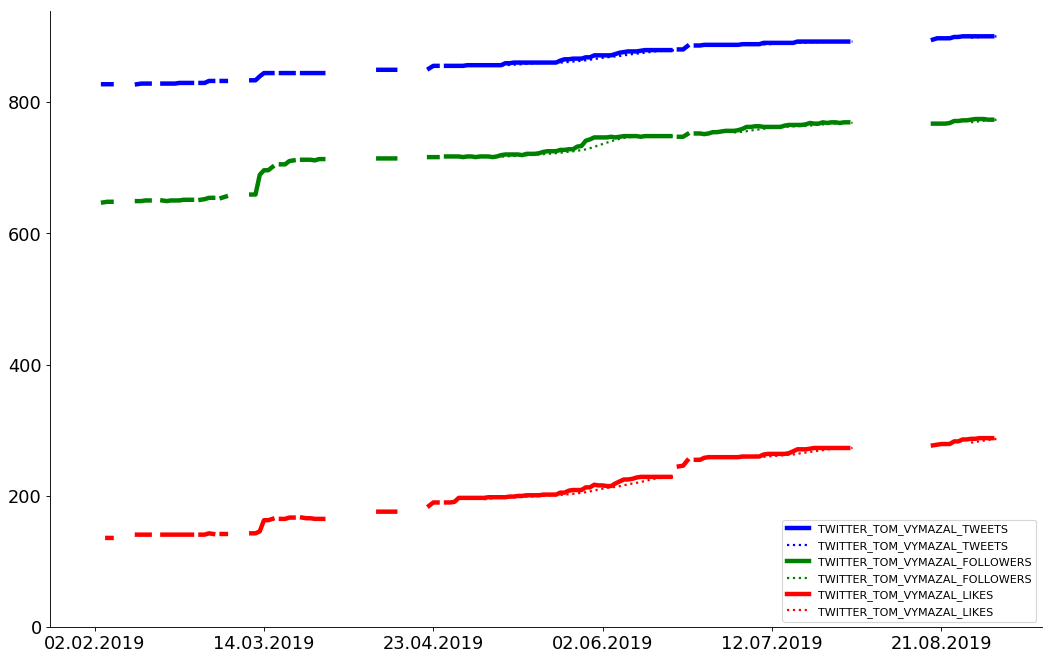 800
600
400
200
0
02.02.2019 14.03.2019 23.04.2019 02.06.2019 12.07.2019 21.08.2019
TWITTER_TOM_VYMAZAL_TWEETS
TWITTER_TOM_VYMAZAL_TWEETS
TWITTER_TOM_VYMAZAL_FOLLOWERS
TWITTER_TOM_VYMAZAL_FOLLOWERS
TWITTER_TOM_VYMAZAL_LIKES
TWITTER_TOM_VYMAZAL_LIKES